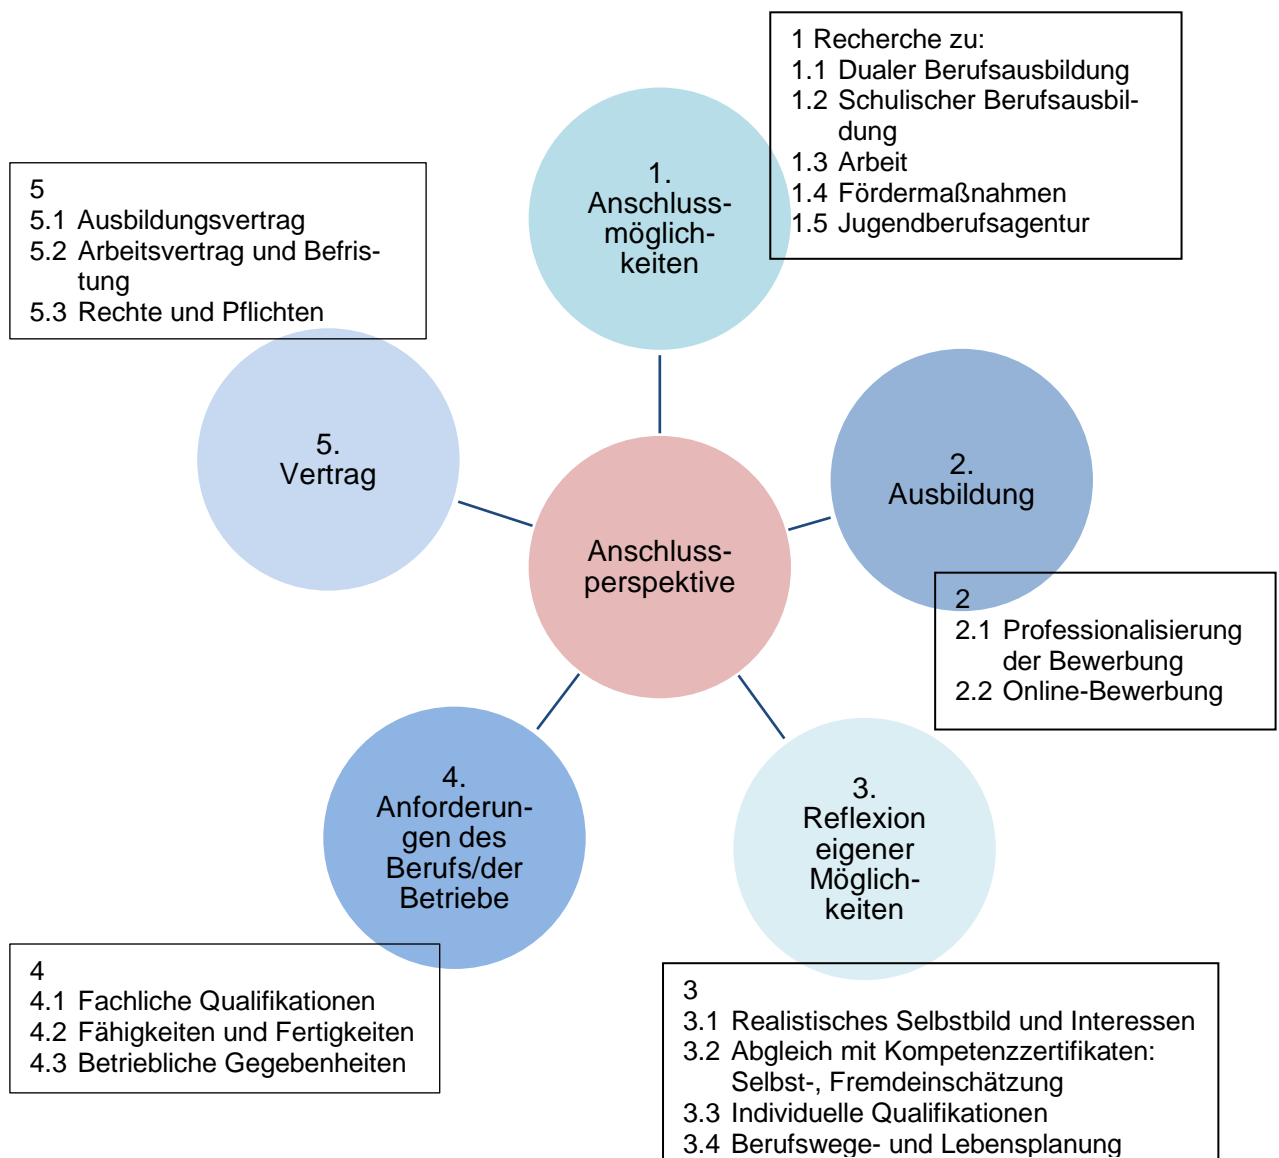 1 Recherche zu:
1.1 Dualer Berufsausbildung
1.2 Schulischer Berufsausbil-
dung
1.3 Arbeit
1.4 Fördermaßnahmen
1.5 Jugendberufsagentur
1.
Anschluss-
möglich-
keiten
5
5.1 Ausbildungsvertrag
5.2 Arbeitsvertrag und Befris-
tung
5.3 Rechte und Pflichten
5.
Vertrag
2.
Ausbildung
Anschluss-
perspektive
2
2.1 Professionalisierung
der Bewerbung
2.2 Online-Bewerbung
4.
Anforderun-
gen des
Berufs/der
Betriebe
3.
Reflexion
eigener
Möglich-
keiten
4
4.1 Fachliche Qualifikationen
4.2 Fähigkeiten und Fertigkeiten
4.3 Betriebliche Gegebenheiten
3
3.1 Realistisches Selbstbild und Interessen
3.2 Abgleich mit Kompetenzzertifikaten:
Selbst-, Fremdeinschätzung
3.3 Individuelle Qualifikationen
3.4 Berufswege- und Lebensplanung